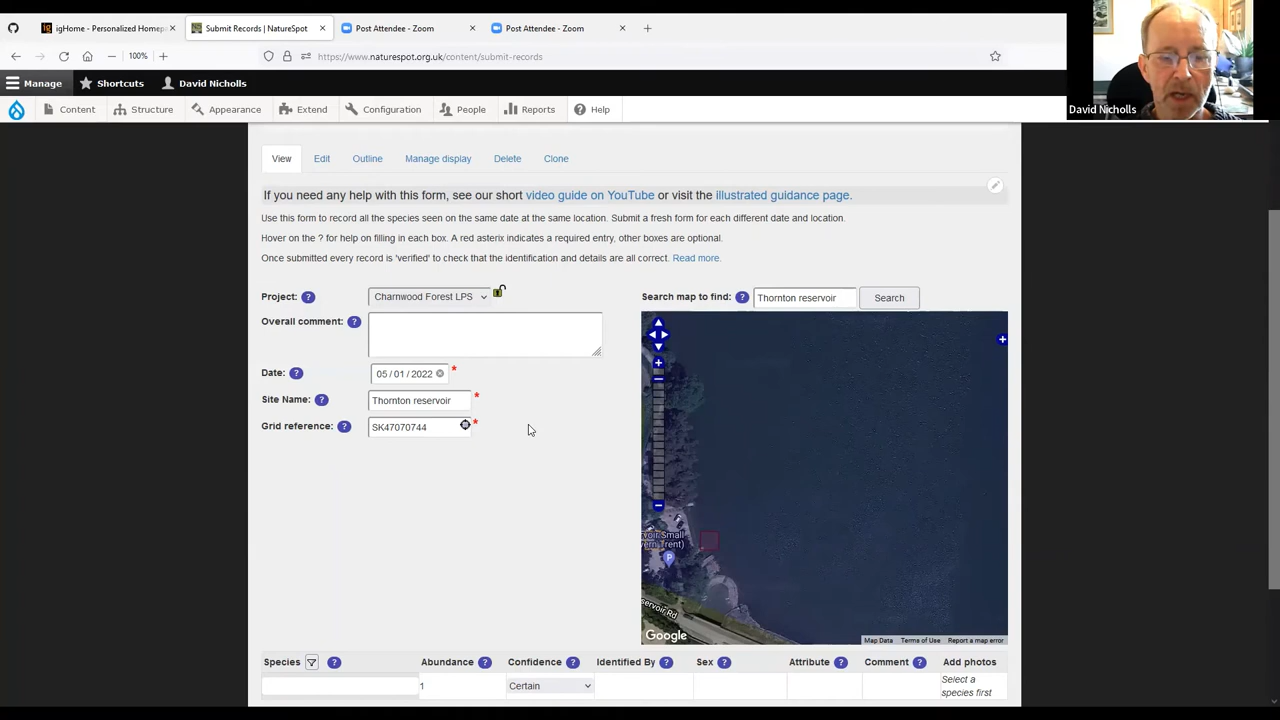 igHome - Personalized Homep
Submit Records | NatureSpot
Post Attendee - Zoom
Post Attendee - Zoom
100%
https://www.naturespot.org.uk/content/submit-records
Manage
Shortcuts
David Nicholls
David Nicholls
Content
Structure
Appearance
Extend
Configuration
People
Reports
Help
View
Edit
Outline
Manage display
Delete
Clone
If you need any help with this form, see our short video guide on YouTube or visit the illustrated guidance page.
Use this form to record all the species seen on the same date at the same location. Submit a fresh form for each different date and location.
Hover on the ? for help on filling in each box. A red asterix indicates a required entry, other boxes are optional.
Once submitted every record is 'verified' to check that the identification and details are all correct. Read more.
Project: ? Charnwood Forest LPS
Search map to find: ? Thornton reservoir Search
Overall comment: ?
Date: ? 05 / 01 / 2022 *
Site Name: ? Thornton reservoir *
Grid reference: ? SK47070744 *
rvoir Small
vern Trent)
P
servoir Rd
Google
Map Data Terms of Use Report a map error
Species ? Abundance ? Confidence ? Identified By ? Sex ? Attribute ? Comment ? Add photos
1 Certain Select a
species first